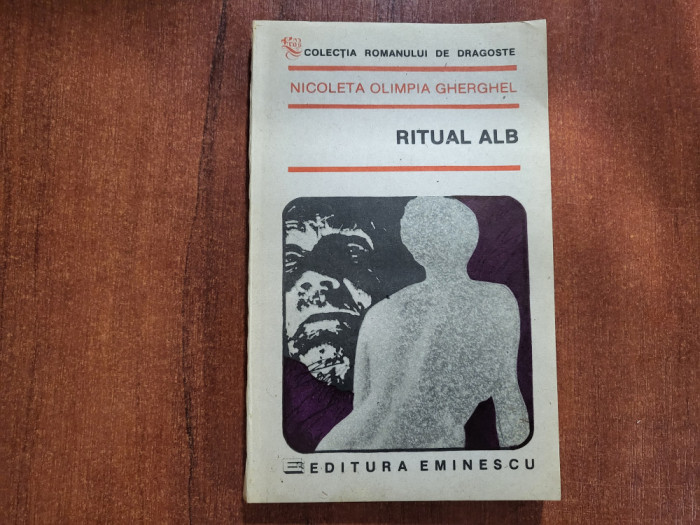 COLECȚIA ROMANULUI DE DRAGOSTE
NICOLETA OLIMPIA GHERGHEL
RITUAL ALB
EDITURA EMINESCU